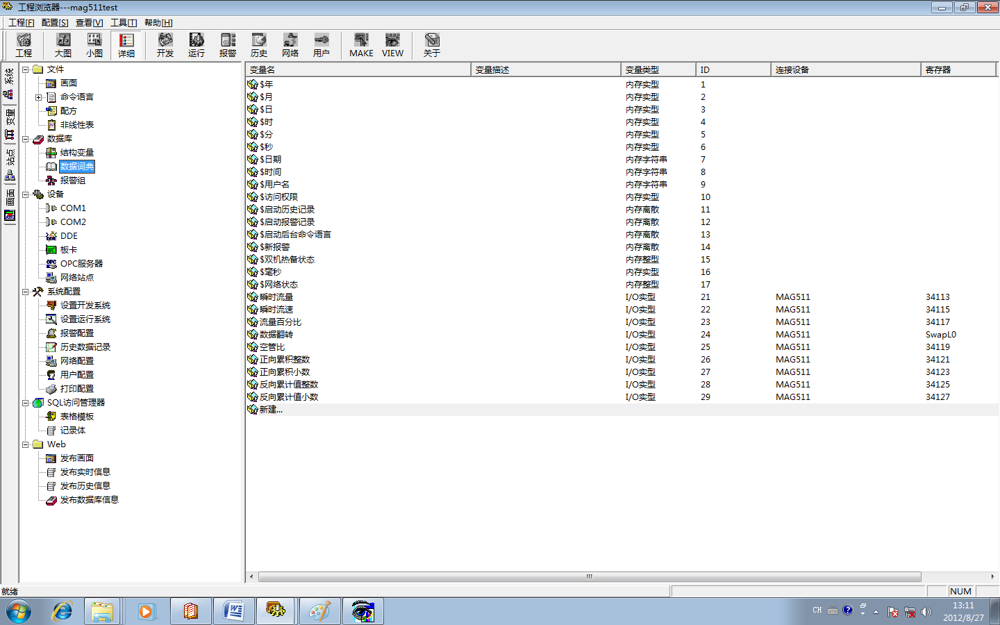 工程浏览器---mag511test
工程[F] 配置[S] 查看[V] 工具[T] 帮助[H]
工程 大图 小图 详细 开发 运行 报警 历史 网络 用户 MAKE VIEW 关于
系统
变量
站点
画面
文件
画面
命令语言
配方
非线性表
数据库
结构变量
数据词典
报警组
设备
COM1
COM2
DDE
板卡
OPC服务器
网络站点
系统配置
设置开发系统
设置运行系统
报警配置
历史数据记录
网络配置
用户配置
打印配置
SQL访问管理器
表格模板
记录体
Web
发布画面
发布实时信息
发布历史信息
发布数据库信息
变量名 变量描述 变量类型 ID 连接设备 寄存器
$年 内存实型 1
$月 内存实型 2
$日 内存实型 3
$时 内存实型 4
$分 内存实型 5
$秒 内存实型 6
$日期 内存字符串 7
$时间 内存字符串 8
$用户名 内存字符串 9
$访问权限 内存实型 10
$启动历史记录 内存离散 11
$启动报警记录 内存离散 12
$启动后台命令语言 内存离散 13
$新报警 内存离散 14
$双机热备状态 内存整型 15
$毫秒 内存实型 16
$网络状态 内存整型 17
瞬时流量 I/O实型 21 MAG511 34113
瞬时流速 I/O实型 22 MAG511 34115
流量百分比 I/O实型 23 MAG511 34117
数据翻转 I/O实型 24 MAG511 SwapL0
空管比 I/O实型 25 MAG511 34119
正向累积整数 I/O实型 26 MAG511 34121
正向累积小数 I/O实型 27 MAG511 34123
反向累计值整数 I/O实型 28 MAG511 34125
反向累计值小数 I/O实型 29 MAG511 34127
新建...
就绪 NUM
CH 13:11
2012/8/27